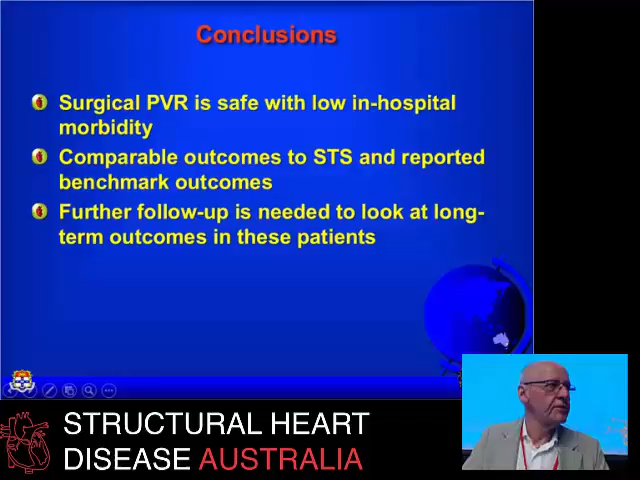 Conclusions
Surgical PVR is safe with low in-hospital
morbidity
Comparable outcomes to STS and reported
benchmark outcomes
Further follow-up is needed to look at long-
term outcomes in these patients
STRUCTURAL HEART
DISEASE AUSTRALIA